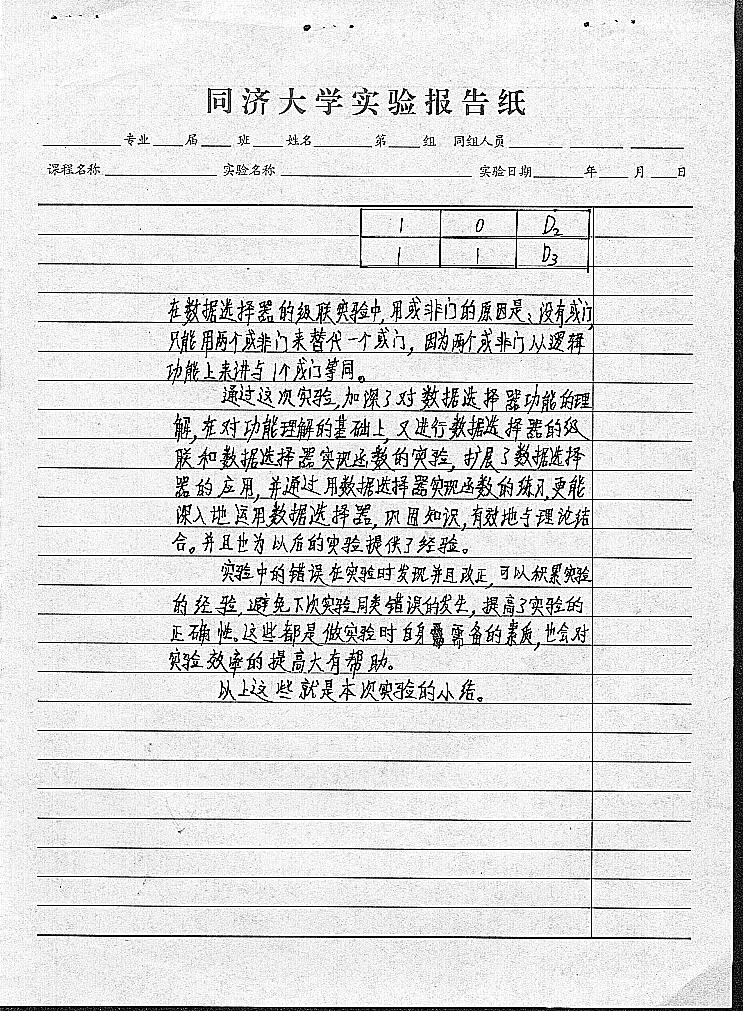 同济大学实验报告纸
专业 届 班 姓名 第 组 同组人员
课程名称 实验名称 实验日期 年 月 日
1 0 D2
1 1 D3
在数据选择器的级联实验中,用或非门的原因是:没有或门,
只能用两个或非门来替代一个或门,因为两个或非门从逻辑
功能上来讲与1个或门等同。
通过这次实验,加深了对数据选择器功能的理
解,在对功能理解的基础上,又进行数据选择器的级
联和数据选择器实现函数的实验,扩展了数据选择
器的应用,并通过用数据选择器实现函数的练习,更能
深入地运用数据选择器,巩固知识,有效地与理论结
合。并且也为以后的实验提供了经验。
实验中的错误在实验时发现并且改正,可以积累实验
的经验,避免下次实验同类错误的发生,提高了实验的
正确性。这些都是做实验时自身需备的素质,也会对
实验效率的提高大有帮助。
以上这些就是本次实验的小结。